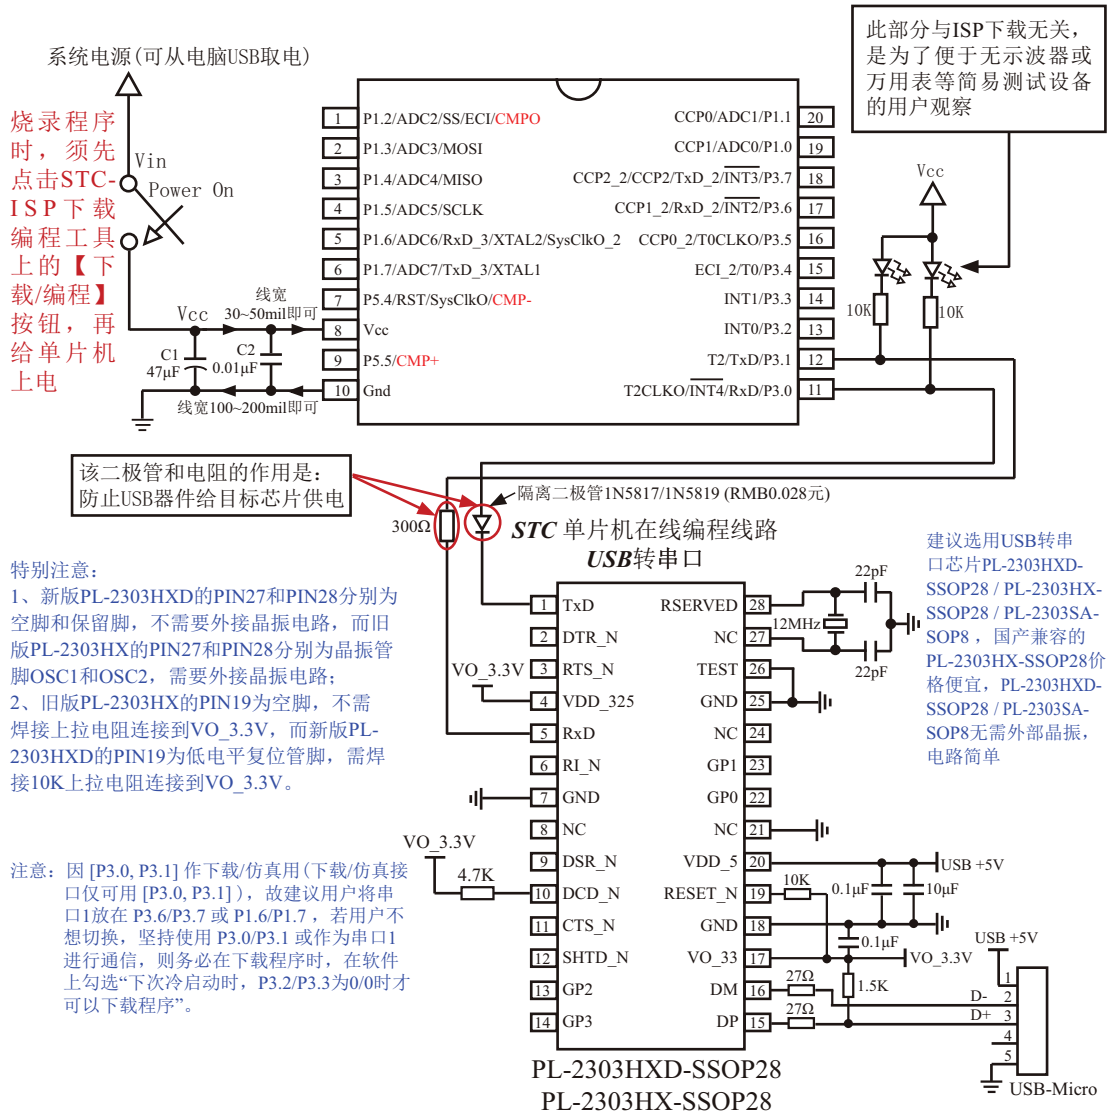 系统电源(可从电脑USB取电)
此部分与ISP下载无关，
是为了便于无示波器或
万用表等简易测试设备
的用户观察
烧录程序
时，须先
点击STC-
ISP下载
编程工具
上的【下
载/编程】
按钮，再
给单片机
上电
Vin
Power On
Vcc
线宽
30~50mil即可
C1
47μF
C2
0.01μF
线宽100~200mil即可
1 P1.2/ADC2/SS/ECI/CMPO
2 P1.3/ADC3/MOSI
3 P1.4/ADC4/MISO
4 P1.5/ADC5/SCLK
5 P1.6/ADC6/RxD_3/XTAL2/SysClkO_2
6 P1.7/ADC7/TxD_3/XTAL1
7 P5.4/RST/SysClkO/CMP-
8 Vcc
9 P5.5/CMP+
10 Gnd
CCP0/ADC1/P1.1 20
CCP1/ADC0/P1.0 19
CCP2_2/CCP2/TxD_2/INT3/P3.7 18
CCP1_2/RxD_2/INT2/P3.6 17
CCP0_2/T0CLKO/P3.5 16
ECI_2/T0/P3.4 15
INT1/P3.3 14
INT0/P3.2 13
T2/TxD/P3.1 12
T2CLKO/INT4/RxD/P3.0 11
Vcc
10K
10K
该二极管和电阻的作用是：
防止USB器件给目标芯片供电
300Ω
隔离二极管1N5817/1N5819 (RMB0.028元)
STC 单片机在线编程线路
USB转串口
特别注意：
1、新版PL-2303HXD的PIN27和PIN28分别为
空脚和保留脚，不需要外接晶振电路，而旧
版PL-2303HX的PIN27和PIN28分别为晶振管
脚OSC1和OSC2，需要外接晶振电路；
2、旧版PL-2303HX的PIN19为空脚，不需
焊接上拉电阻连接到VO_3.3V，而新版PL-
2303HXD的PIN19为低电平复位管脚，需焊
接10K上拉电阻连接到VO_3.3V。
注意：因 [P3.0, P3.1] 作下载/仿真用(下载/仿真接
口仅可用 [P3.0, P3.1] )，故建议用户将串
口1放在 P3.6/P3.7 或 P1.6/P1.7 ，若用户不
想切换，坚持使用 P3.0/P3.1 或作为串口1
进行通信，则务必在下载程序时，在软件
上勾选“下次冷启动时，P3.2/P3.3为0/0时才
可以下载程序”。
VO_3.3V
VO_3.3V
4.7K
1 TxD
2 DTR_N
3 RTS_N
4 VDD_325
5 RxD
6 RI_N
7 GND
8 NC
9 DSR_N
10 DCD_N
11 CTS_N
12 SHTD_N
13 GP2
14 GP3
RSERVED 28
NC 27
TEST 26
GND 25
NC 24
GP1 23
GP0 22
NC 21
VDD_5 20
RESET_N 19
GND 18
VO_33 17
DM 16
DP 15
22pF
12MHz
22pF
建议选用USB转串
口芯片PL-2303HXD-
SSOP28 / PL-2303HX-
SSOP28 / PL-2303SA-
SOP8 ，国产兼容的
PL-2303HX-SSOP28价
格便宜，PL-2303HXD-
SSOP28 / PL-2303SA-
SOP8无需外部晶振，
电路简单
USB +5V
10K
0.1μF
10μF
0.1μF
VO_3.3V
USB +5V
27Ω
1.5K
27Ω
D-
D+
1
2
3
4
5
USB-Micro
PL-2303HXD-SSOP28
PL-2303HX-SSOP28